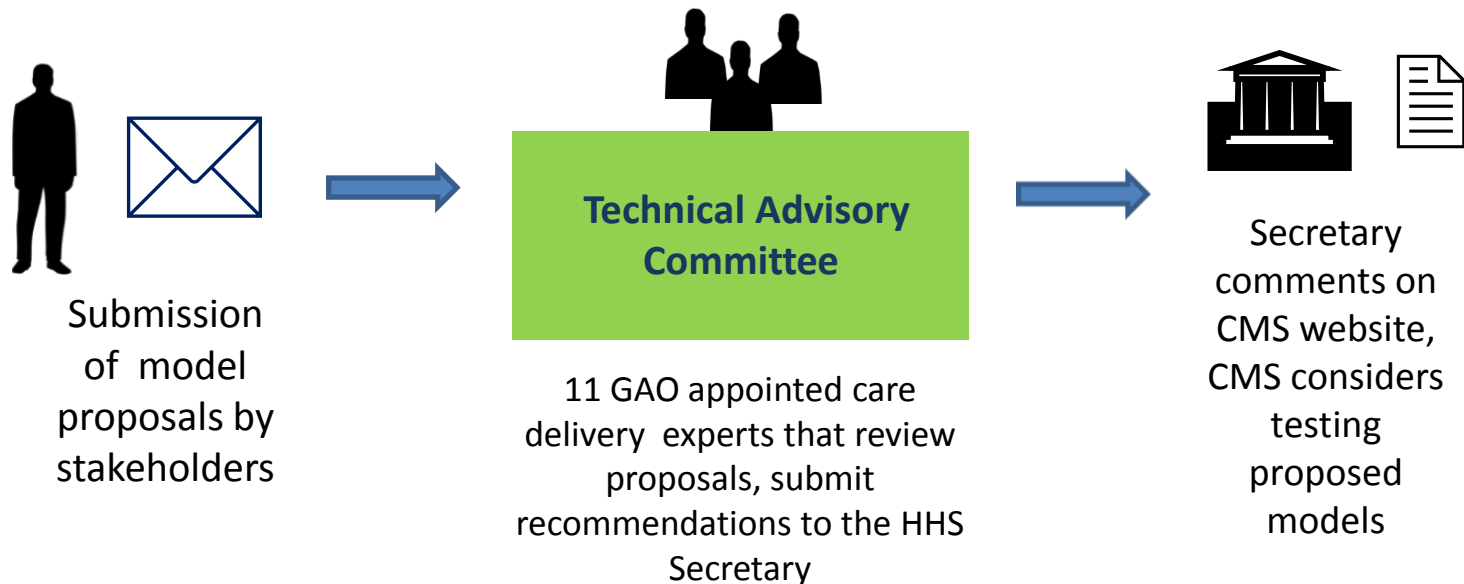 Submission
of model
proposals by
stakeholders
Technical Advisory
Committee
11 GAO appointed care
delivery experts that review
proposals, submit
recommendations to the HHS
Secretary
Secretary
comments on
CMS website,
CMS considers
testing
proposed
models